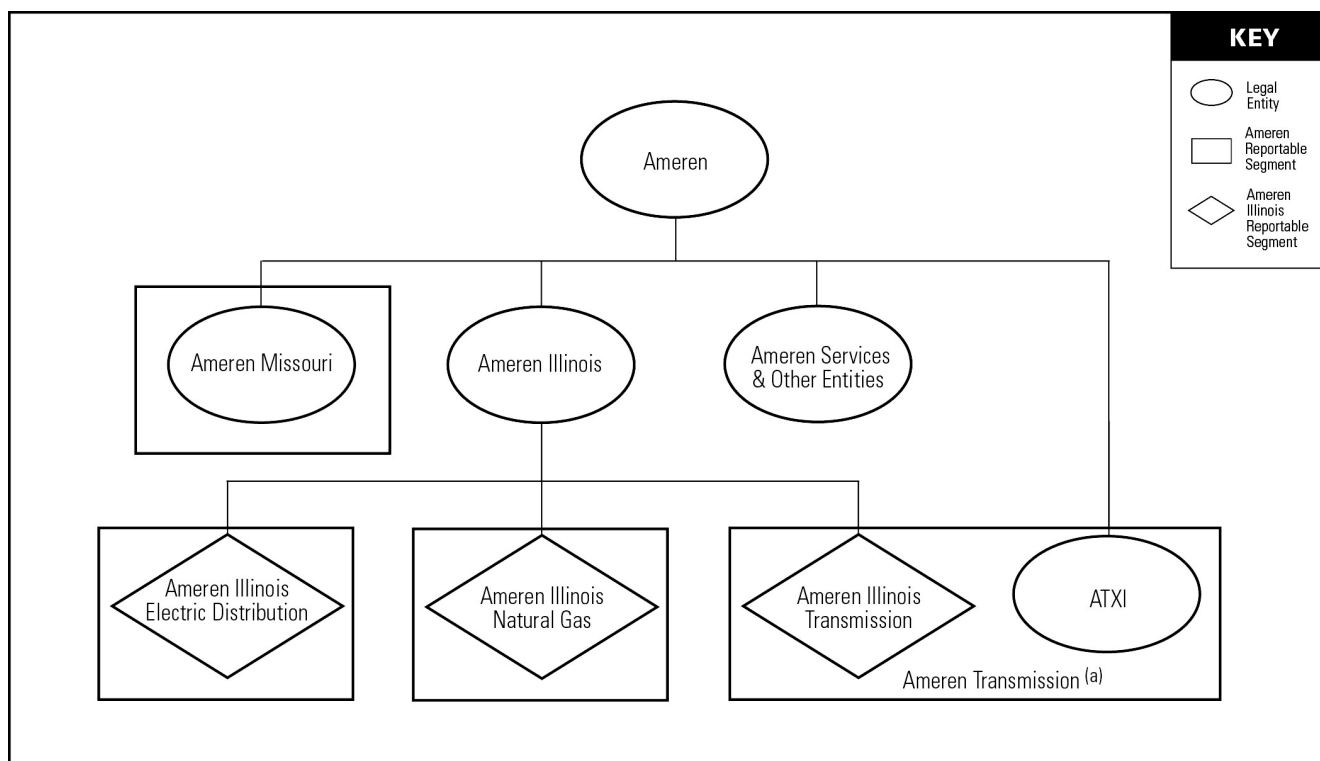 KEY
Legal
Entity
Ameren
Reportable
Segment
Ameren
Illinois
Reportable
Segment
Ameren
Ameren Missouri
Ameren Illinois
Ameren Services
& Other Entities
Ameren Illinois
Electric Distribution
Ameren Illinois
Natural Gas
Ameren Illinois
Transmission
ATXI
Ameren Transmission (a)